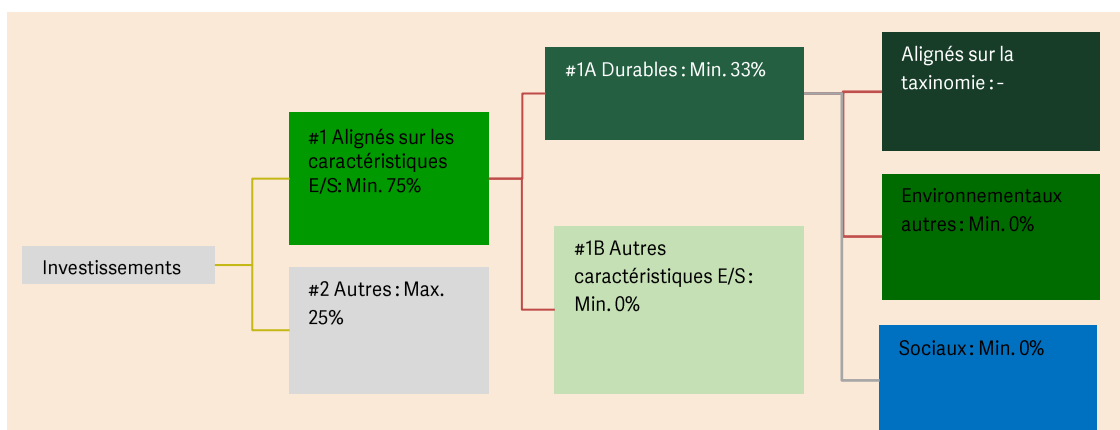 Investissements
#1 Alignés sur les
caractéristiques
E/S: Min. 75%
#2 Autres : Max.
25%
#1A Durables : Min. 33%
#1B Autres
caractéristiques E/S :
Min. 0%
Alignés sur la
taxinomie : -
Environnementaux
autres : Min. 0%
Sociaux : Min. 0%